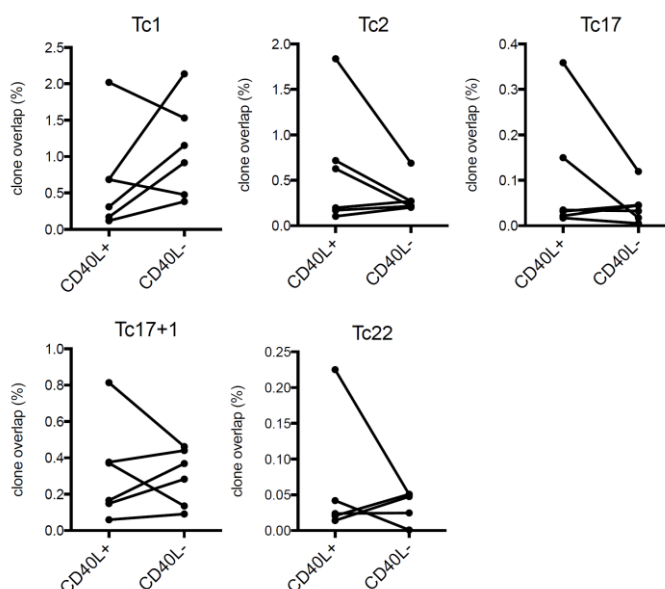 Tc1
clone overlap (%)
2.5
2.0
1.5
1.0
0.5
0.0
CD40L+
CD40L-
Tc2
clone overlap (%)
2.0
1.5
1.0
0.5
0.0
CD40L+
CD40L-
Tc17
clone overlap (%)
0.4
0.3
0.2
0.1
0.0
CD40L+
CD40L-
Tc17+1
clone overlap (%)
1.0
0.8
0.6
0.4
0.2
0.0
CD40L+
CD40L-
Tc22
clone overlap (%)
0.25
0.20
0.15
0.10
0.05
0.00
CD40L+
CD40L-